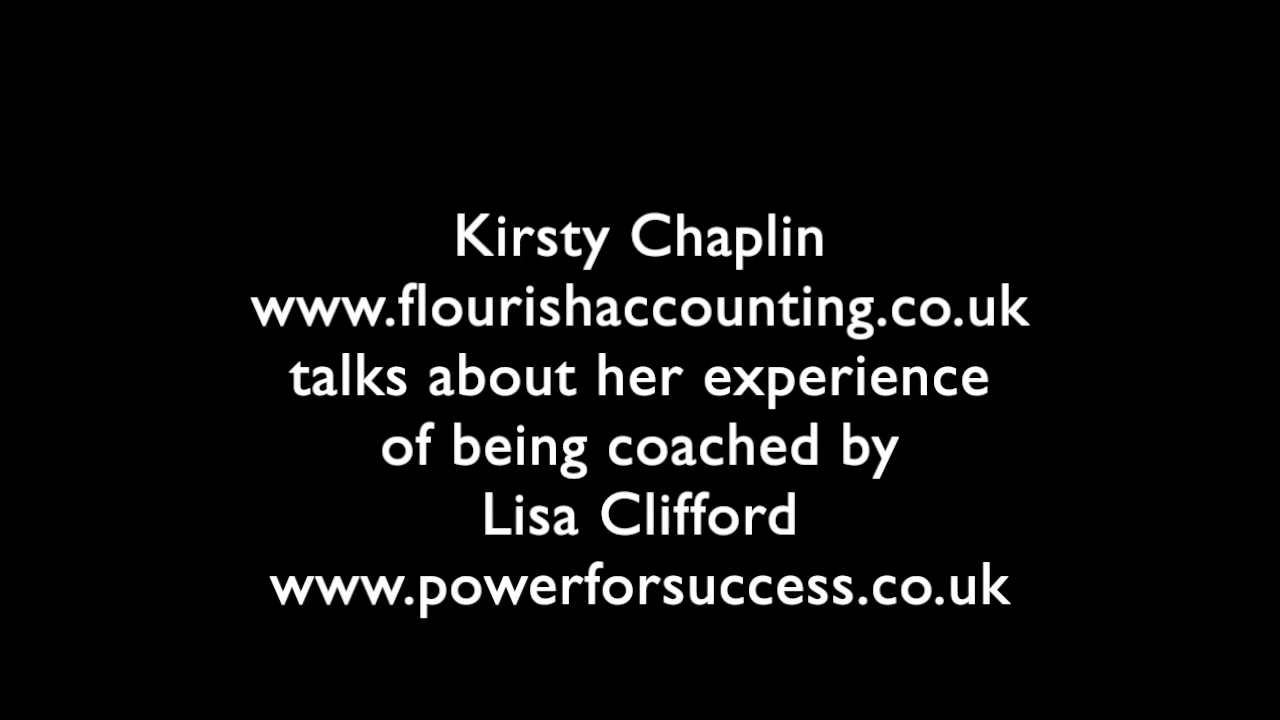 Kirsty Chaplin
www.flourishaccounting.co.uk
talks about her experience
of being coached by
Lisa Clifford
www.powerforsuccess.co.uk